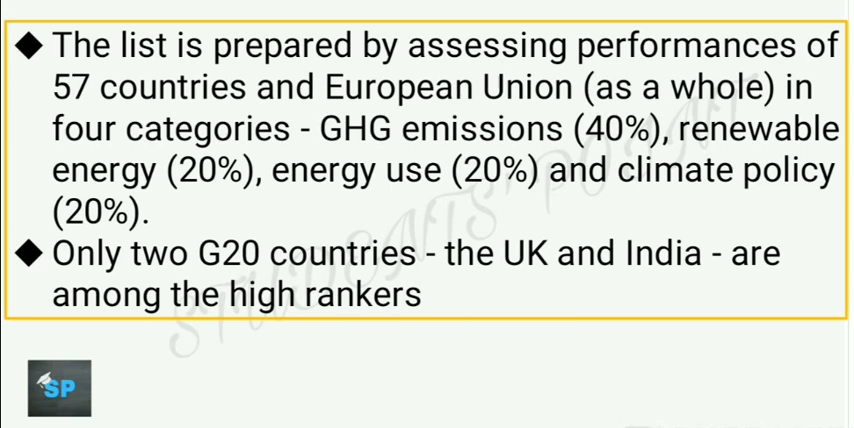 ◆ The list is prepared by assessing performances of
57 countries and European Union (as a whole) in
four categories - GHG emissions (40%), renewable
energy (20%), energy use (20%) and climate policy
(20%).
◆ Only two G20 countries - the UK and India - are
among the high rankers
STUDENTS' POINT
SP